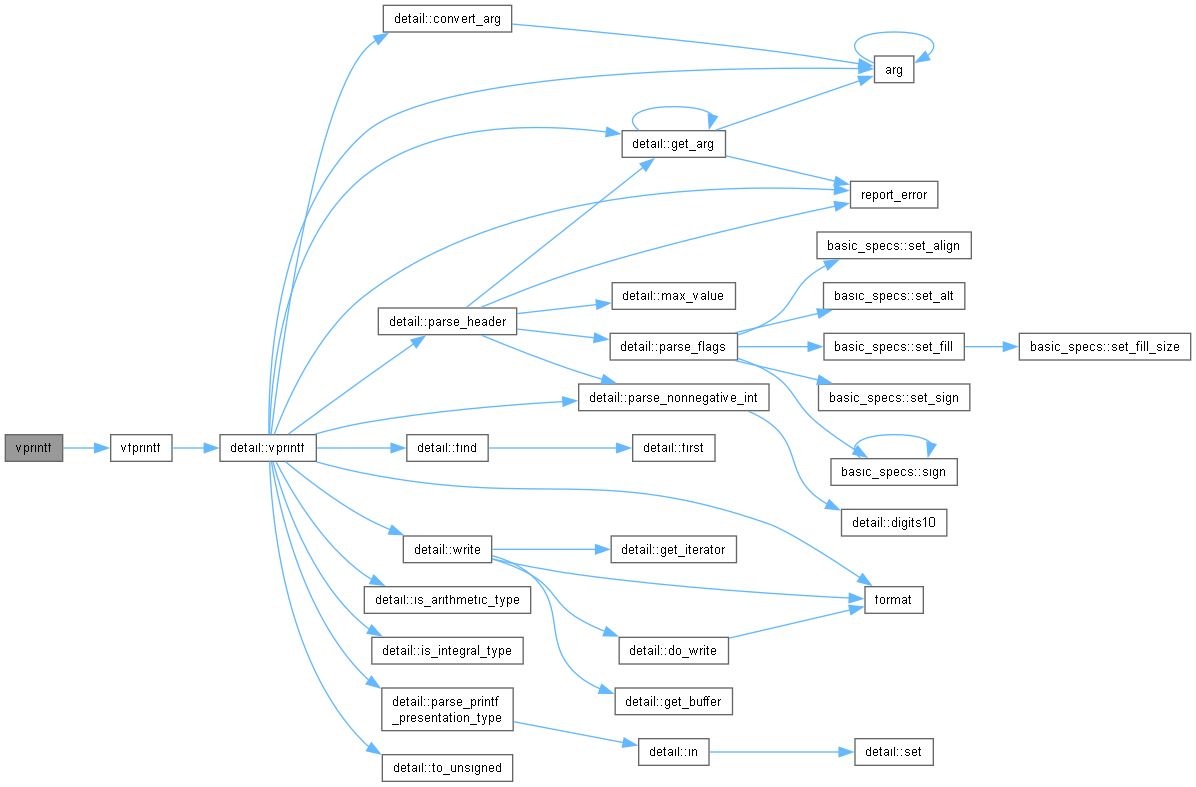 detail::convert_arg
arg
detail::get_arg
report_error
basic_specs::set_align
detail::max_value
basic_specs::set_alt
detail::parse_header
detail::parse_flags
basic_specs::set_fill
basic_specs::set_fill_size
detail::parse_nonnegative_int
basic_specs::set_sign
vprintf
vfprintf
detail::vprintf
detail::find
detail::first
basic_specs::sign
detail::digits10
detail::write
detail::get_iterator
detail::is_arithmetic_type
format
detail::is_integral_type
detail::do_write
detail::parse_printf
_presentation_type
detail::get_buffer
detail::in
detail::set
detail::to_unsigned